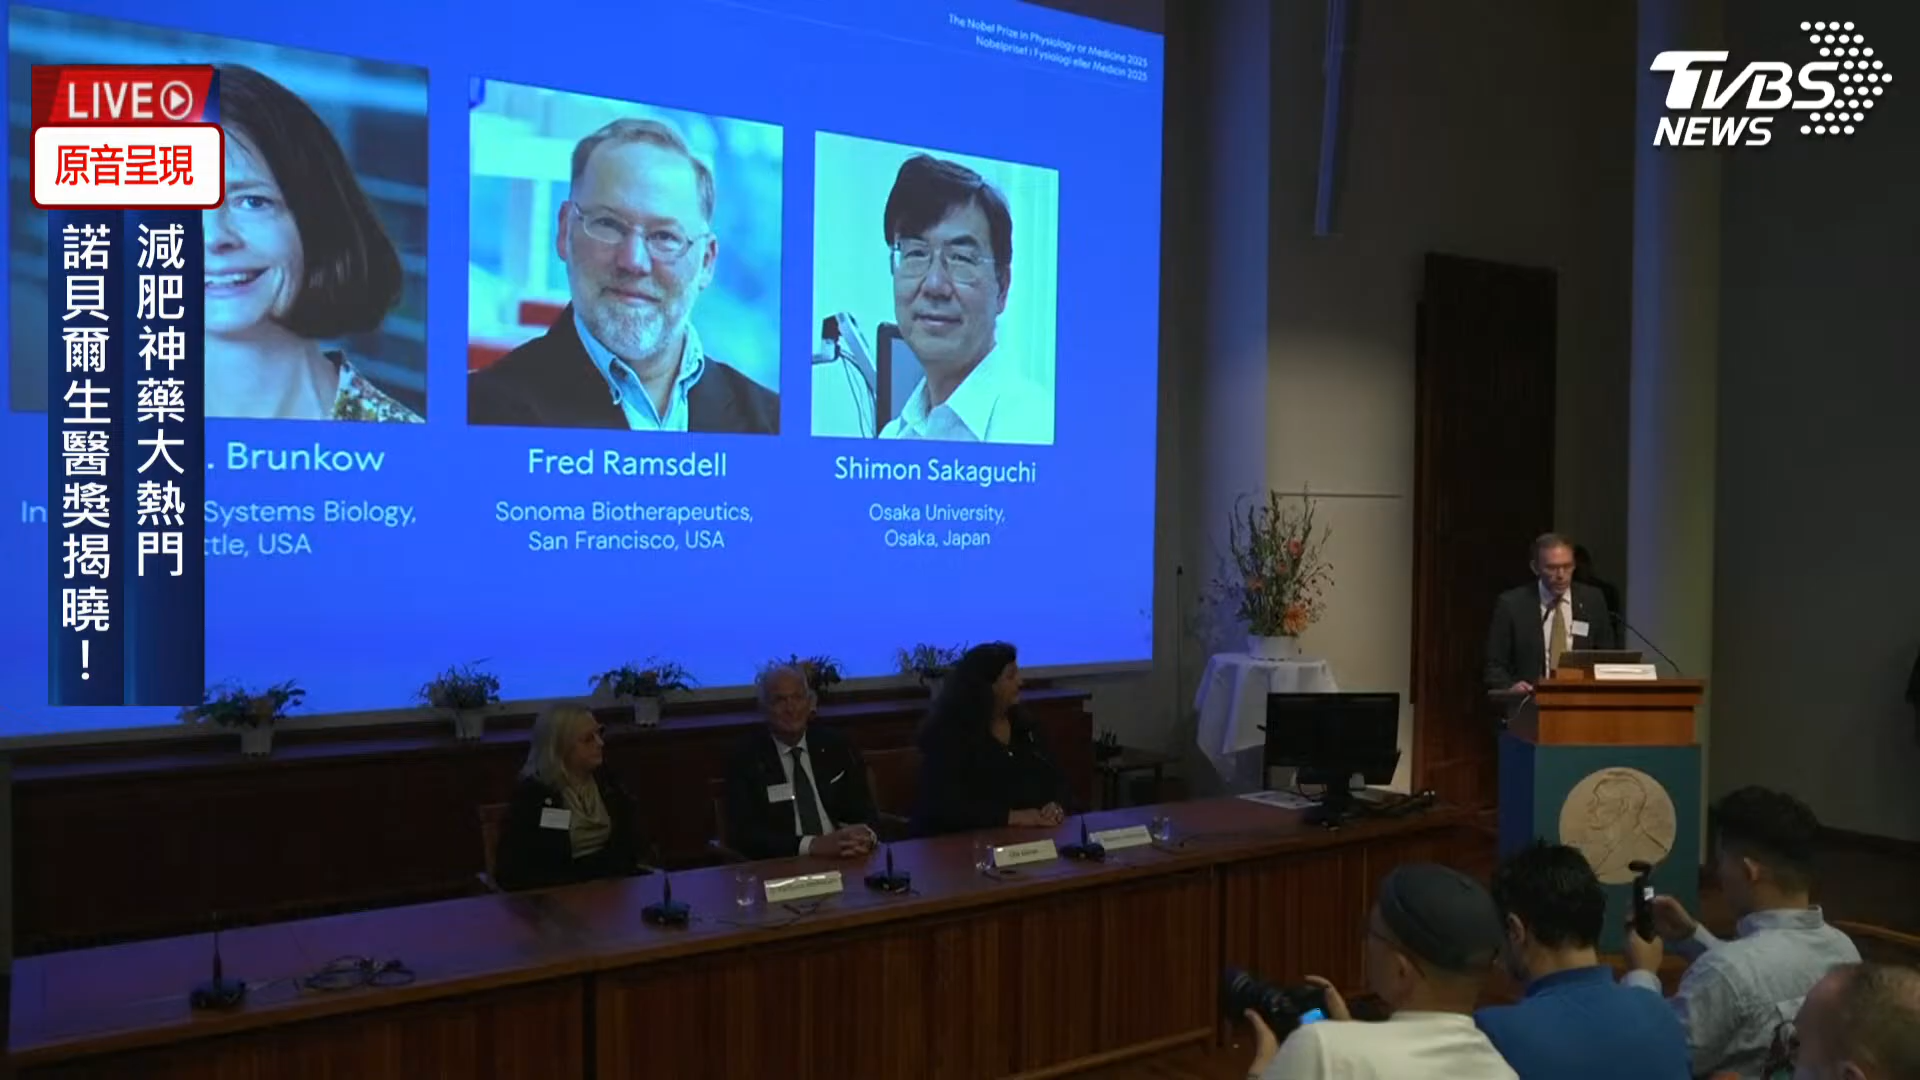 The Nobel Prize in Physiology or Medicine 2025
Nobelpriset i Fysiologi eller Medicin 2025
TVBS
NEWS
LIVE
原音呈現
減肥神藥大熱門
諾貝爾生醫獎揭曉！
. Brunkow
In
Systems Biology,
ttle, USA
Fred Ramsdell
Sonoma Biotherapeutics,
San Francisco, USA
Shimon Sakaguchi
Osaka University,
Osaka, Japan